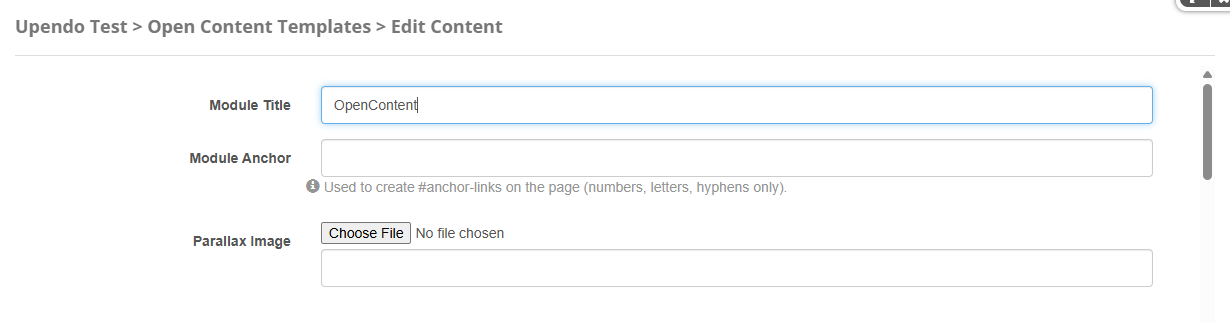 Upendo Test > Open Content Templates > Edit Content
Module Title
OpenContent
Module Anchor
Used to create #anchor-links on the page (numbers, letters, hyphens only).
Parallax Image
Choose File No file chosen